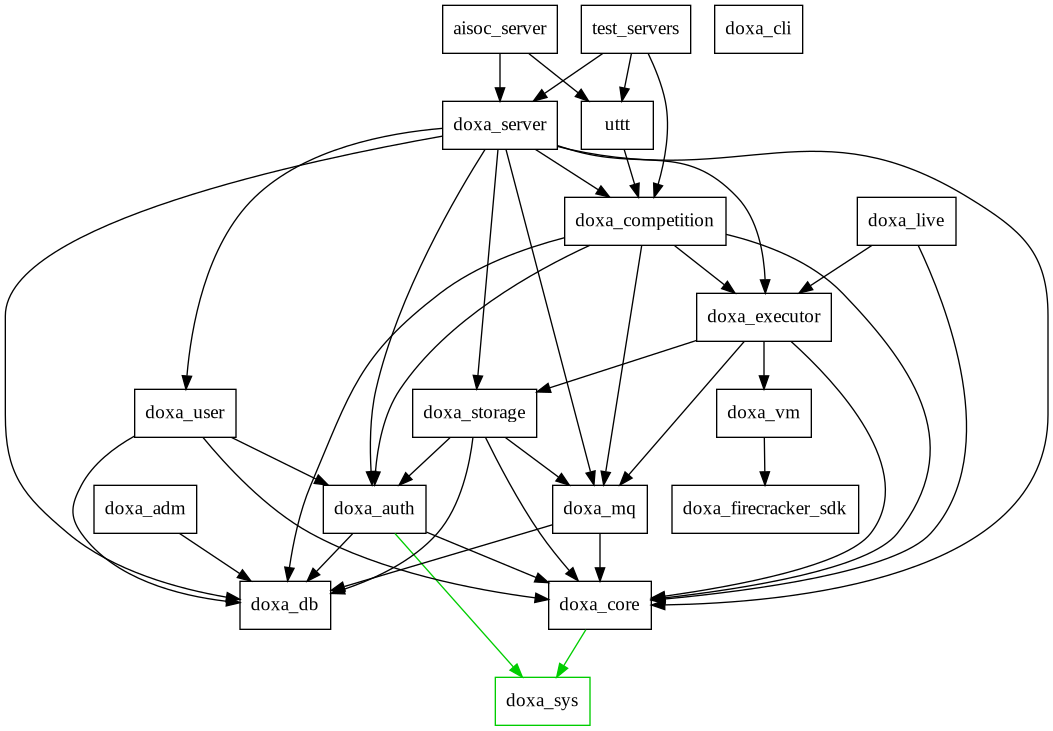 aisoc_server
test_servers
doxa_cli
doxa_server
uttt
doxa_competition
doxa_live
doxa_executor
doxa_user
doxa_storage
doxa_vm
doxa_adm
doxa_auth
doxa_mq
doxa_firecracker_sdk
doxa_db
doxa_core
doxa_sys